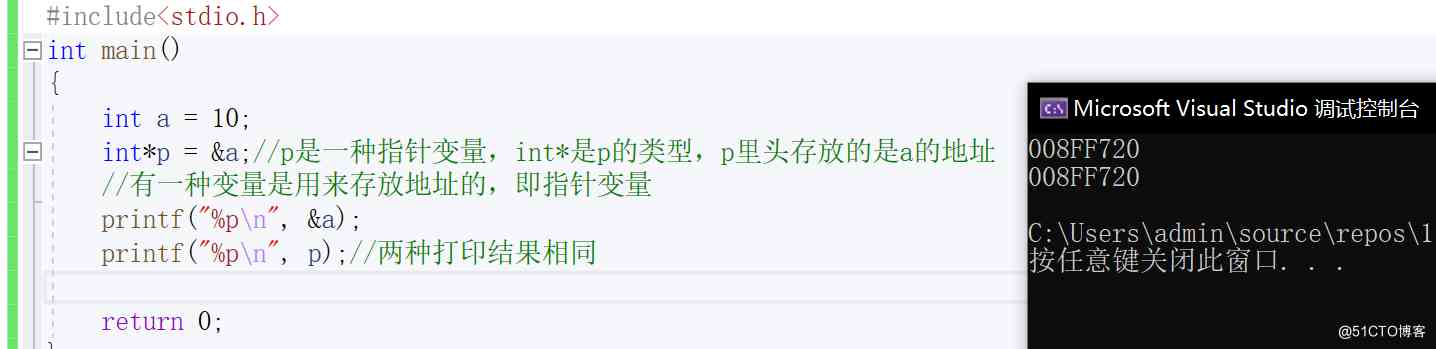 #include<stdio.h>
int main()
{
int a = 10;
int*p = &a;//p是一种指针变量，int*是p的类型，p里头存放的是a的地址
//有一种变量是用来存放地址的，即指针变量
printf("%p\n", &a);
printf("%p\n", p);//两种打印结果相同
return 0;
Microsoft Visual Studio 调试控制台
008FF720
008FF720
C:\Users\admin\source\repos\1
按任意键关闭此窗口. . .
@51CTO博客